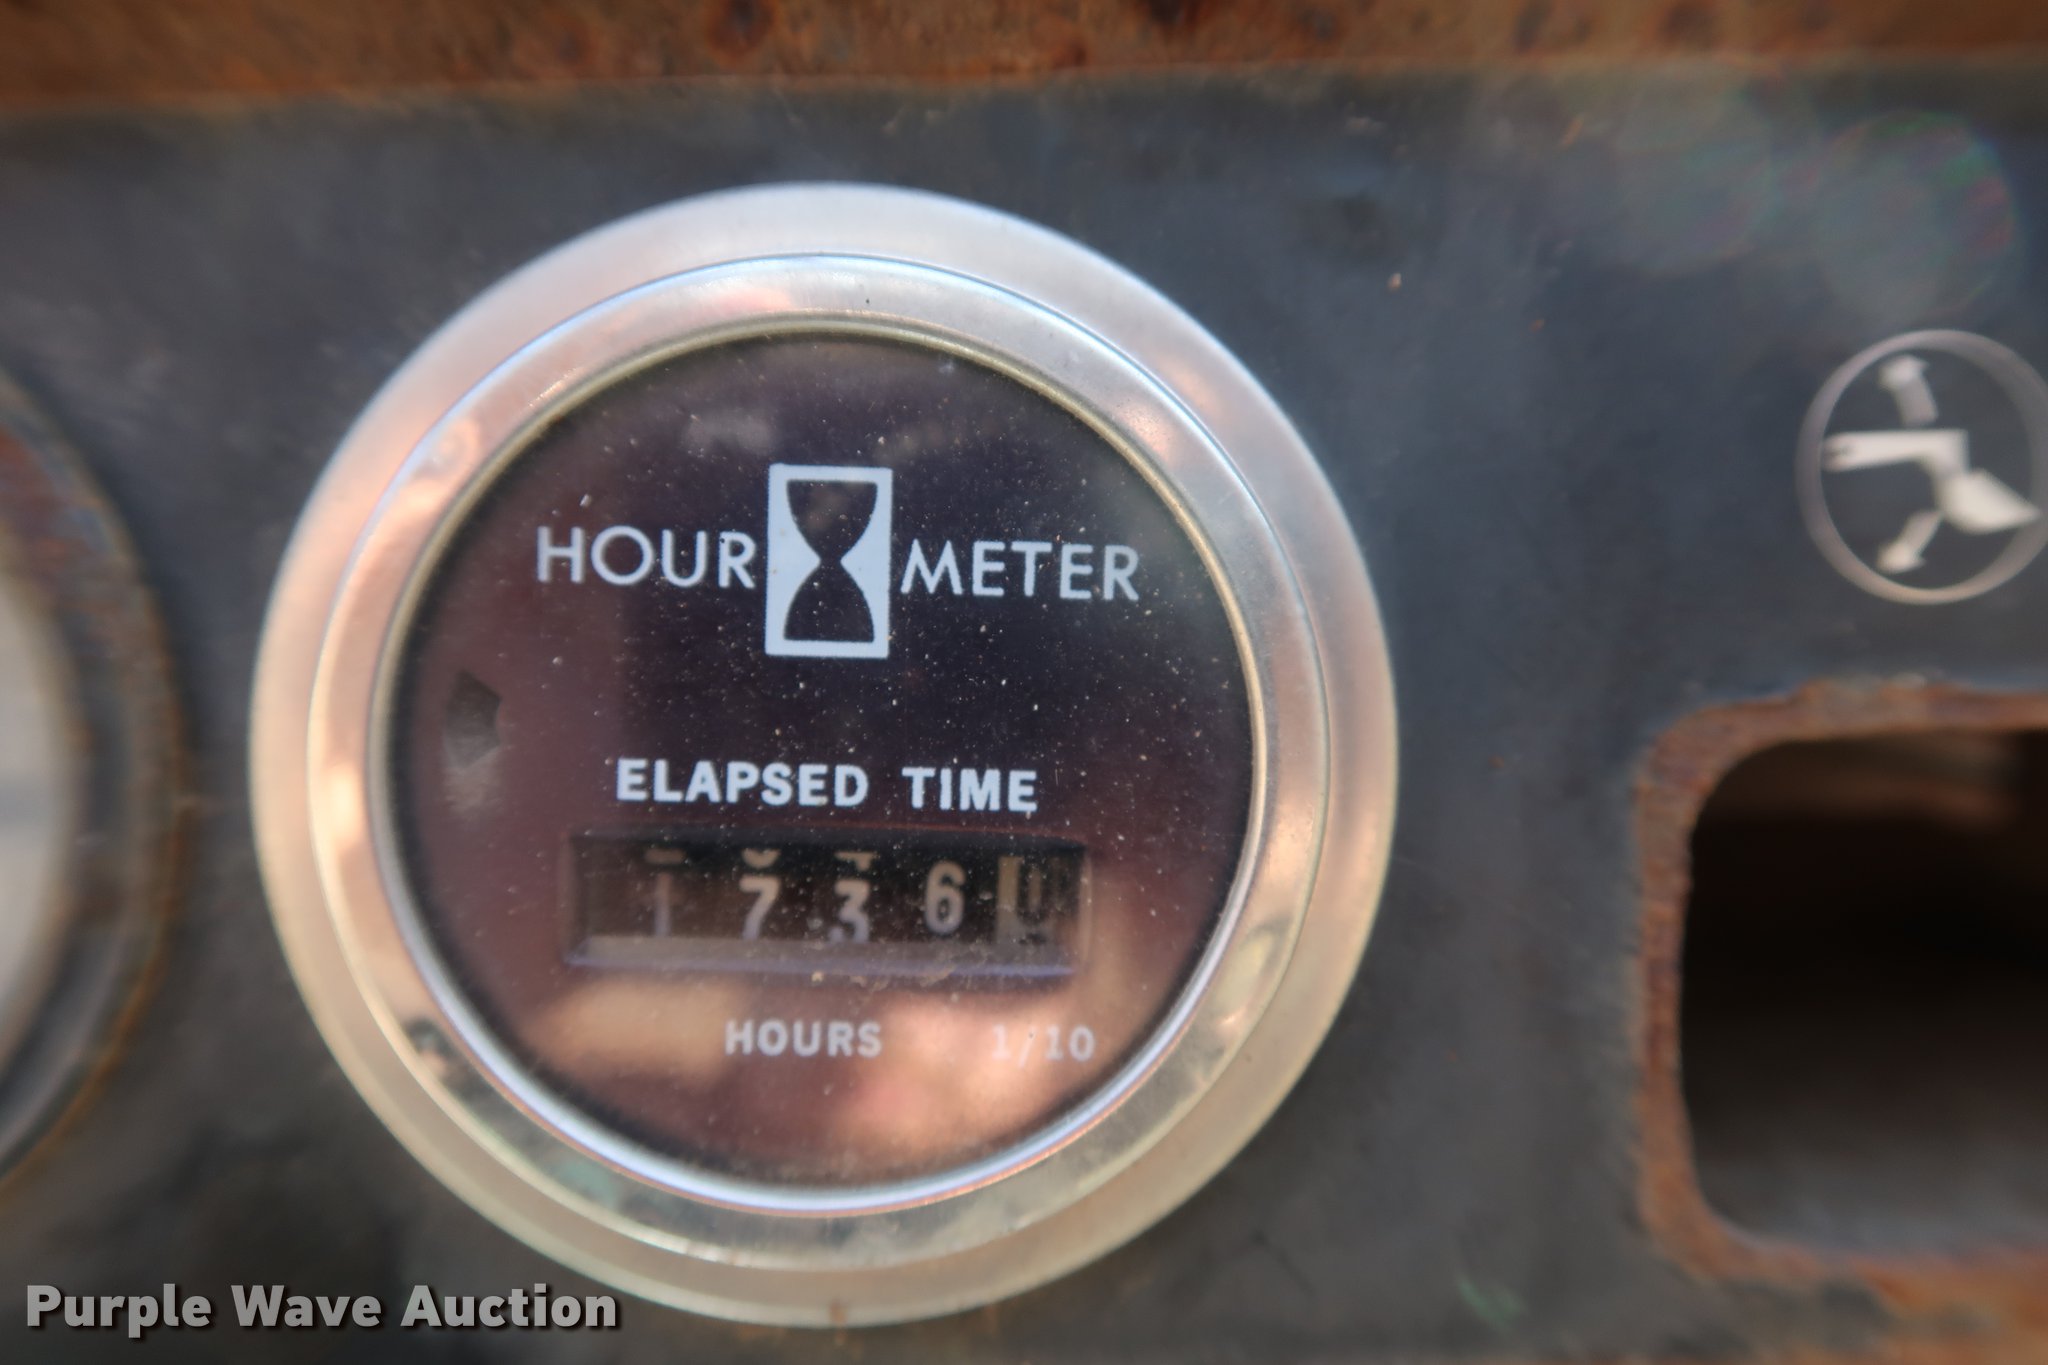 HOUR METER
ELAPSED TIME
1 7 3 6 0
HOURS 1/10
Purple Wave Auction